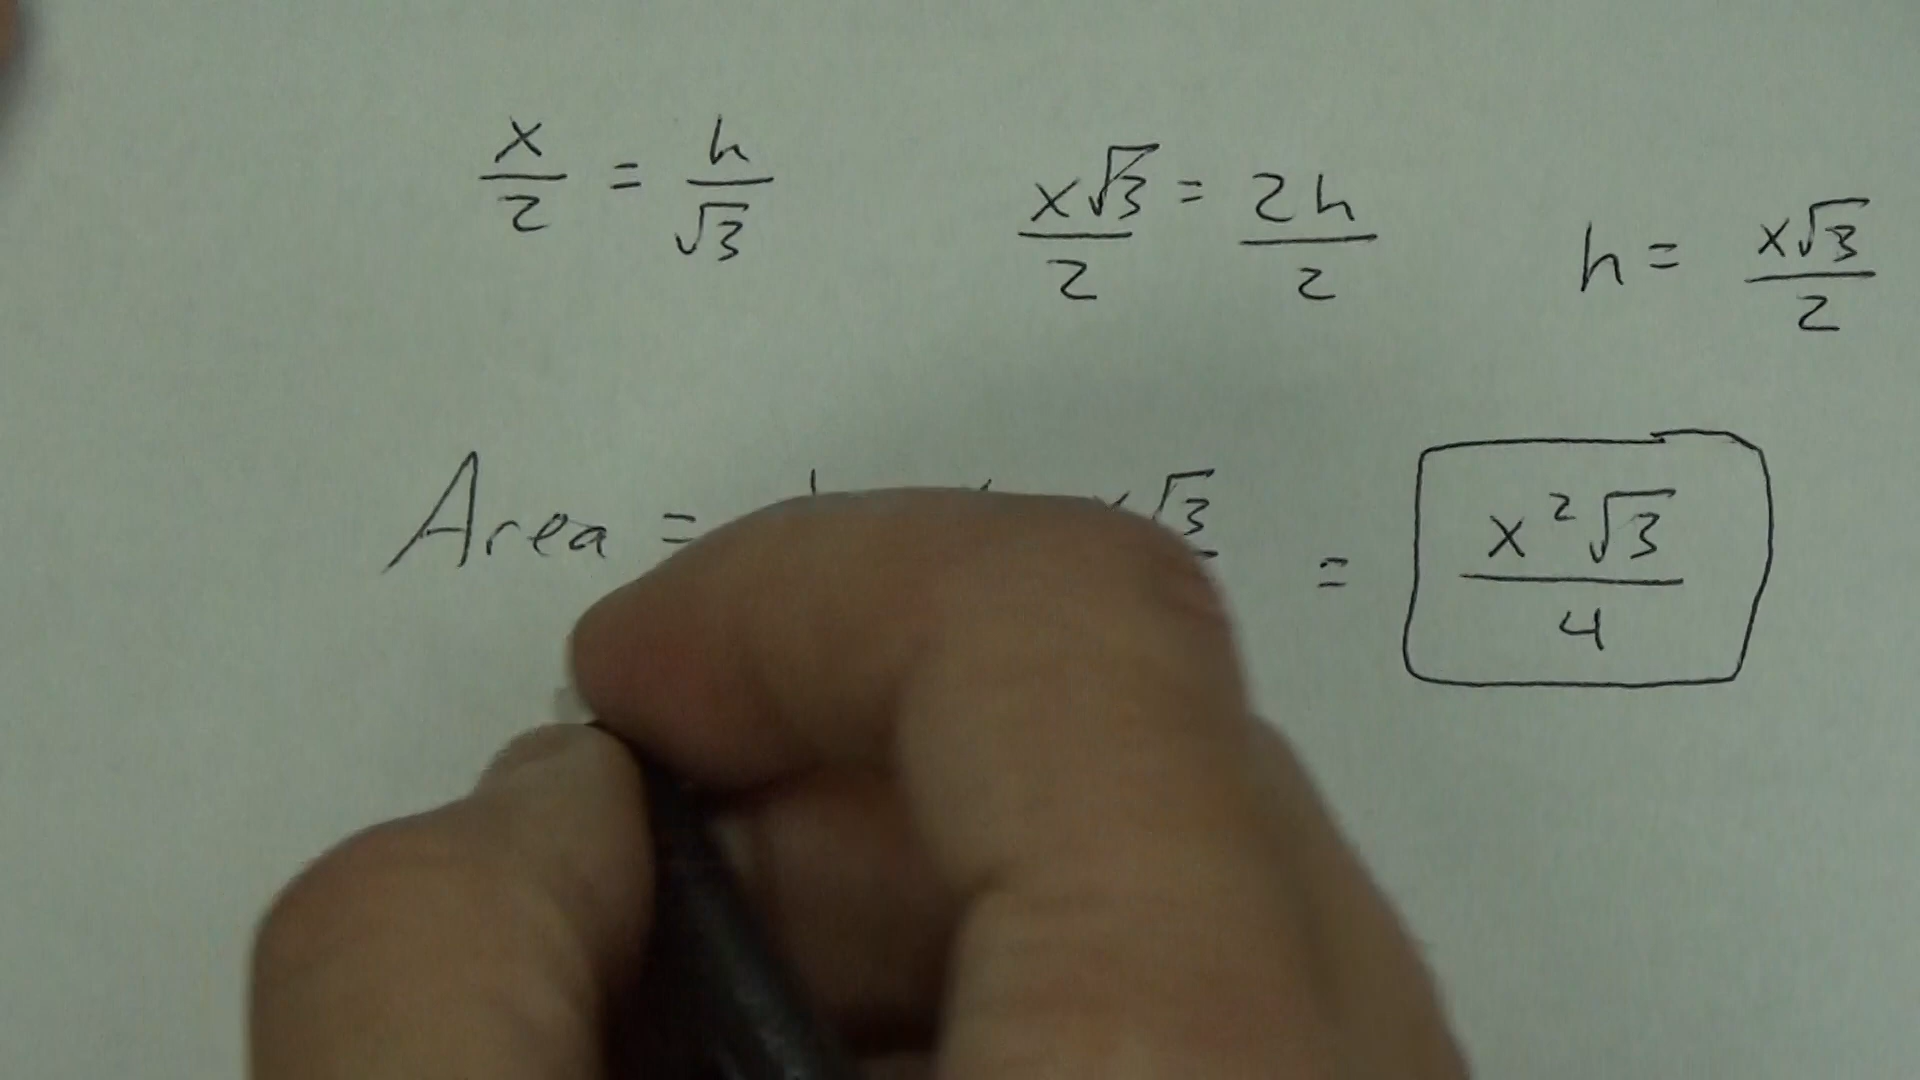 x/2 = h/√3
x√3/2 = 2h/2
h = x√3/2
Area = √3 = x²√3/4